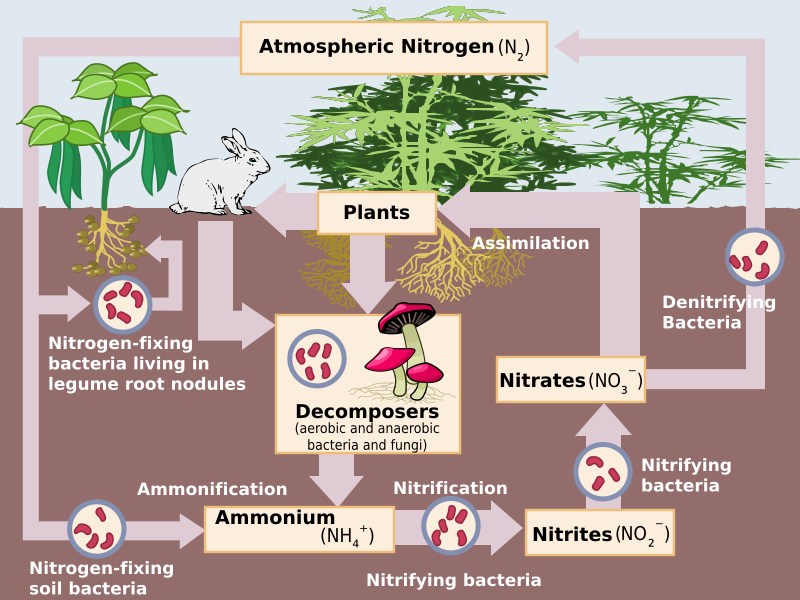 Atmospheric Nitrogen (N₂)
Plants
Assimilation
Denitrifying
Bacteria
Nitrogen-fixing
bacteria living in
legume root nodules
Decomposers
(aerobic and anaerobic
bacteria and fungi)
Nitrates (NO₃⁻)
Nitrifying
bacteria
Ammonification
Nitrification
Ammonium
(NH₄⁺)
Nitrites (NO₂⁻)
Nitrogen-fixing
soil bacteria
Nitrifying bacteria